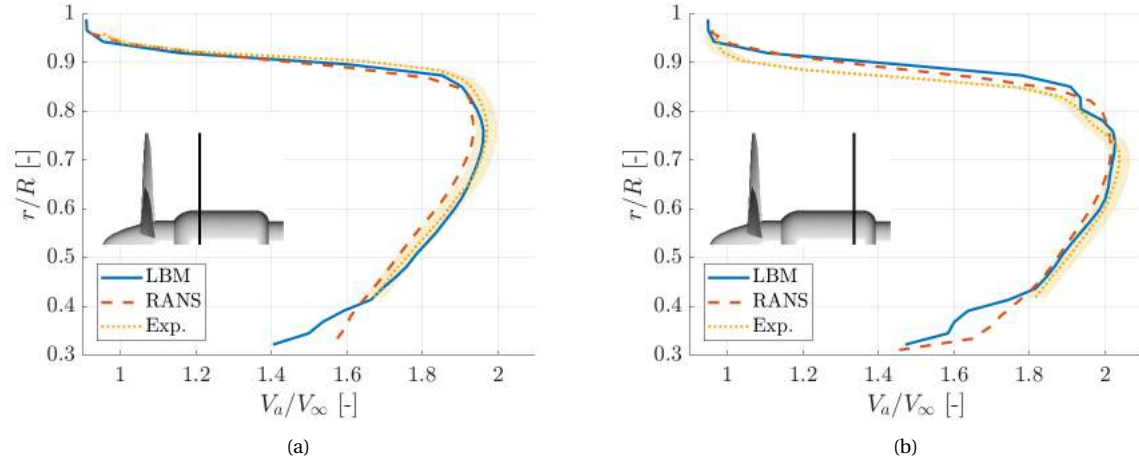 1
0.9
0.8
0.7
0.6
0.5
0.4
0.3
r/R [-]
LBM
RANS
Exp.
1 1.2 1.4 1.6 1.8 2
V_a/V_∞ [-]
(a)
1
0.9
0.8
0.7
0.6
0.5
0.4
0.3
r/R [-]
LBM
RANS
Exp.
1 1.2 1.4 1.6 1.8 2
V_a/V_∞ [-]
(b)